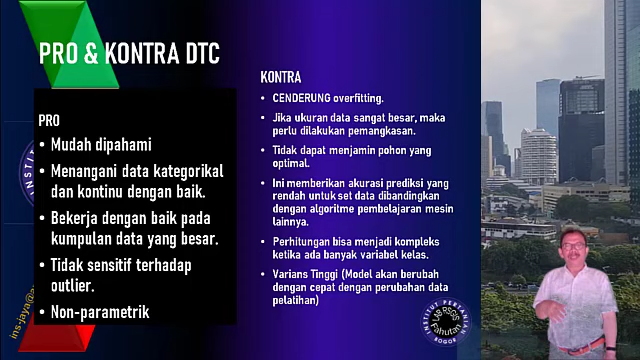 PRO & KONTRA DTC
PRO
• Mudah dipahami
• Menangani data kategorikal
dan kontinu dengan baik.
• Bekerja dengan baik pada
kumpulan data yang besar.
• Tidak sensitif terhadap
outlier.
• Non-parametrik
KONTRA
• CENDERUNG overfitting.
• Jika ukuran data sangat besar, maka
perlu dilakukan pemangkasan.
• Tidak dapat menjamin pohon yang
optimal.
• Ini memberikan akurasi prediksi yang
rendah untuk set data dibandingkan
dengan algoritme pembelajaran mesin
lainnya.
• Perhitungan bisa menjadi kompleks
ketika ada banyak variabel kelas.
• Varians Tinggi (Model akan berubah
dengan cepat dengan perubahan data
pelatihan)
INSTITUT PERTANIAN
LAB RSGIS
Fahutan
BOGOR